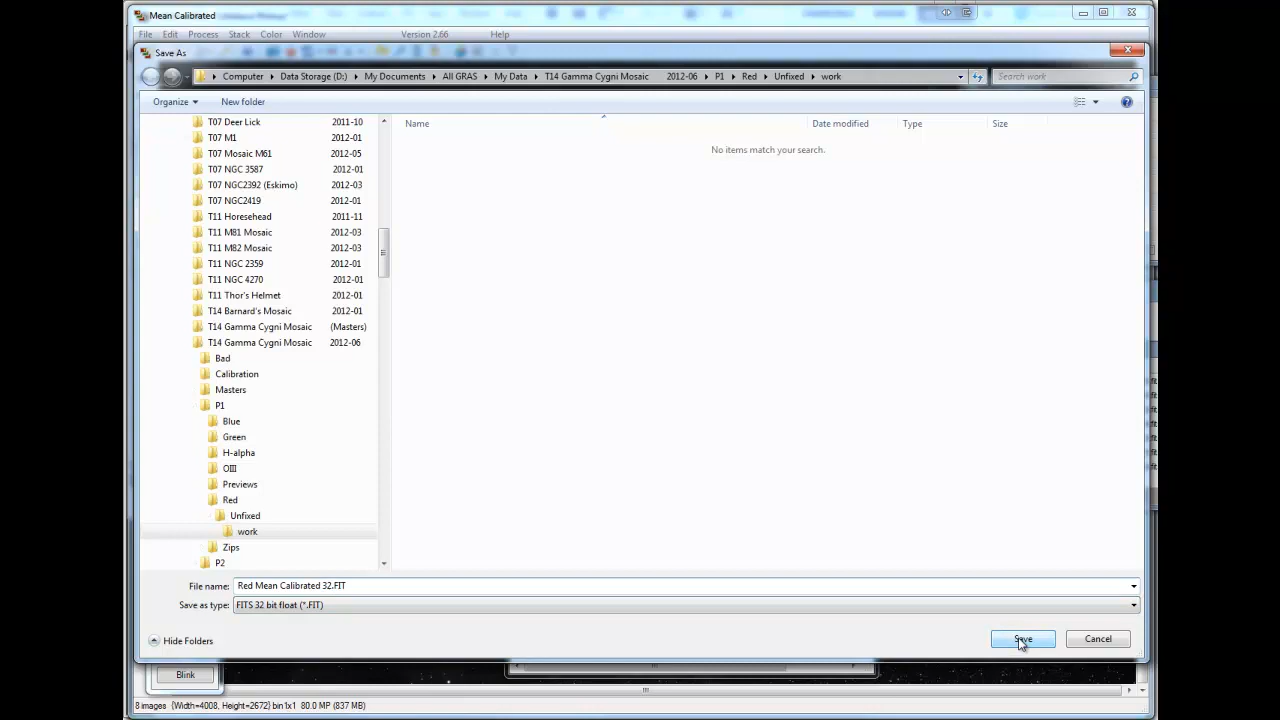 Mean Calibrated
File Edit Process Stack Color Window Version 2.66 Help
Save As
Computer Data Storage (D:) My Documents All GRAS My Data T14 Gamma Cygni Mosaic 2012-06 P1 Red Unfixed work Search work
Organize New folder
Name Date modified Type Size
No items match your search.
T07 Deer Lick 2011-10
T07 M1 2012-01
T07 Mosaic M61 2012-05
T07 NGC 3587 2012-01
T07 NGC2392 (Eskimo) 2012-03
T07 NGC2419 2012-01
T11 Horesehead 2011-11
T11 M81 Mosaic 2012-03
T11 M82 Mosaic 2012-03
T11 NGC 2359 2012-01
T11 NGC 4270 2012-01
T11 Thor's Helmet 2012-01
T14 Barnard's Mosaic 2012-01
T14 Gamma Cygni Mosaic (Masters)
T14 Gamma Cygni Mosaic 2012-06
Bad
Calibration
Masters
P1
Blue
Green
H-alpha
OIII
Previews
Red
Unfixed
work
Zips
P2
File name: Red Mean Calibrated 32.FIT
Save as type: FITS 32 bit float (*.FIT)
Hide Folders Save Cancel
Blink
8 images (Width=4008, Height=2672) bin1x1 80.0 MP (837 MB)